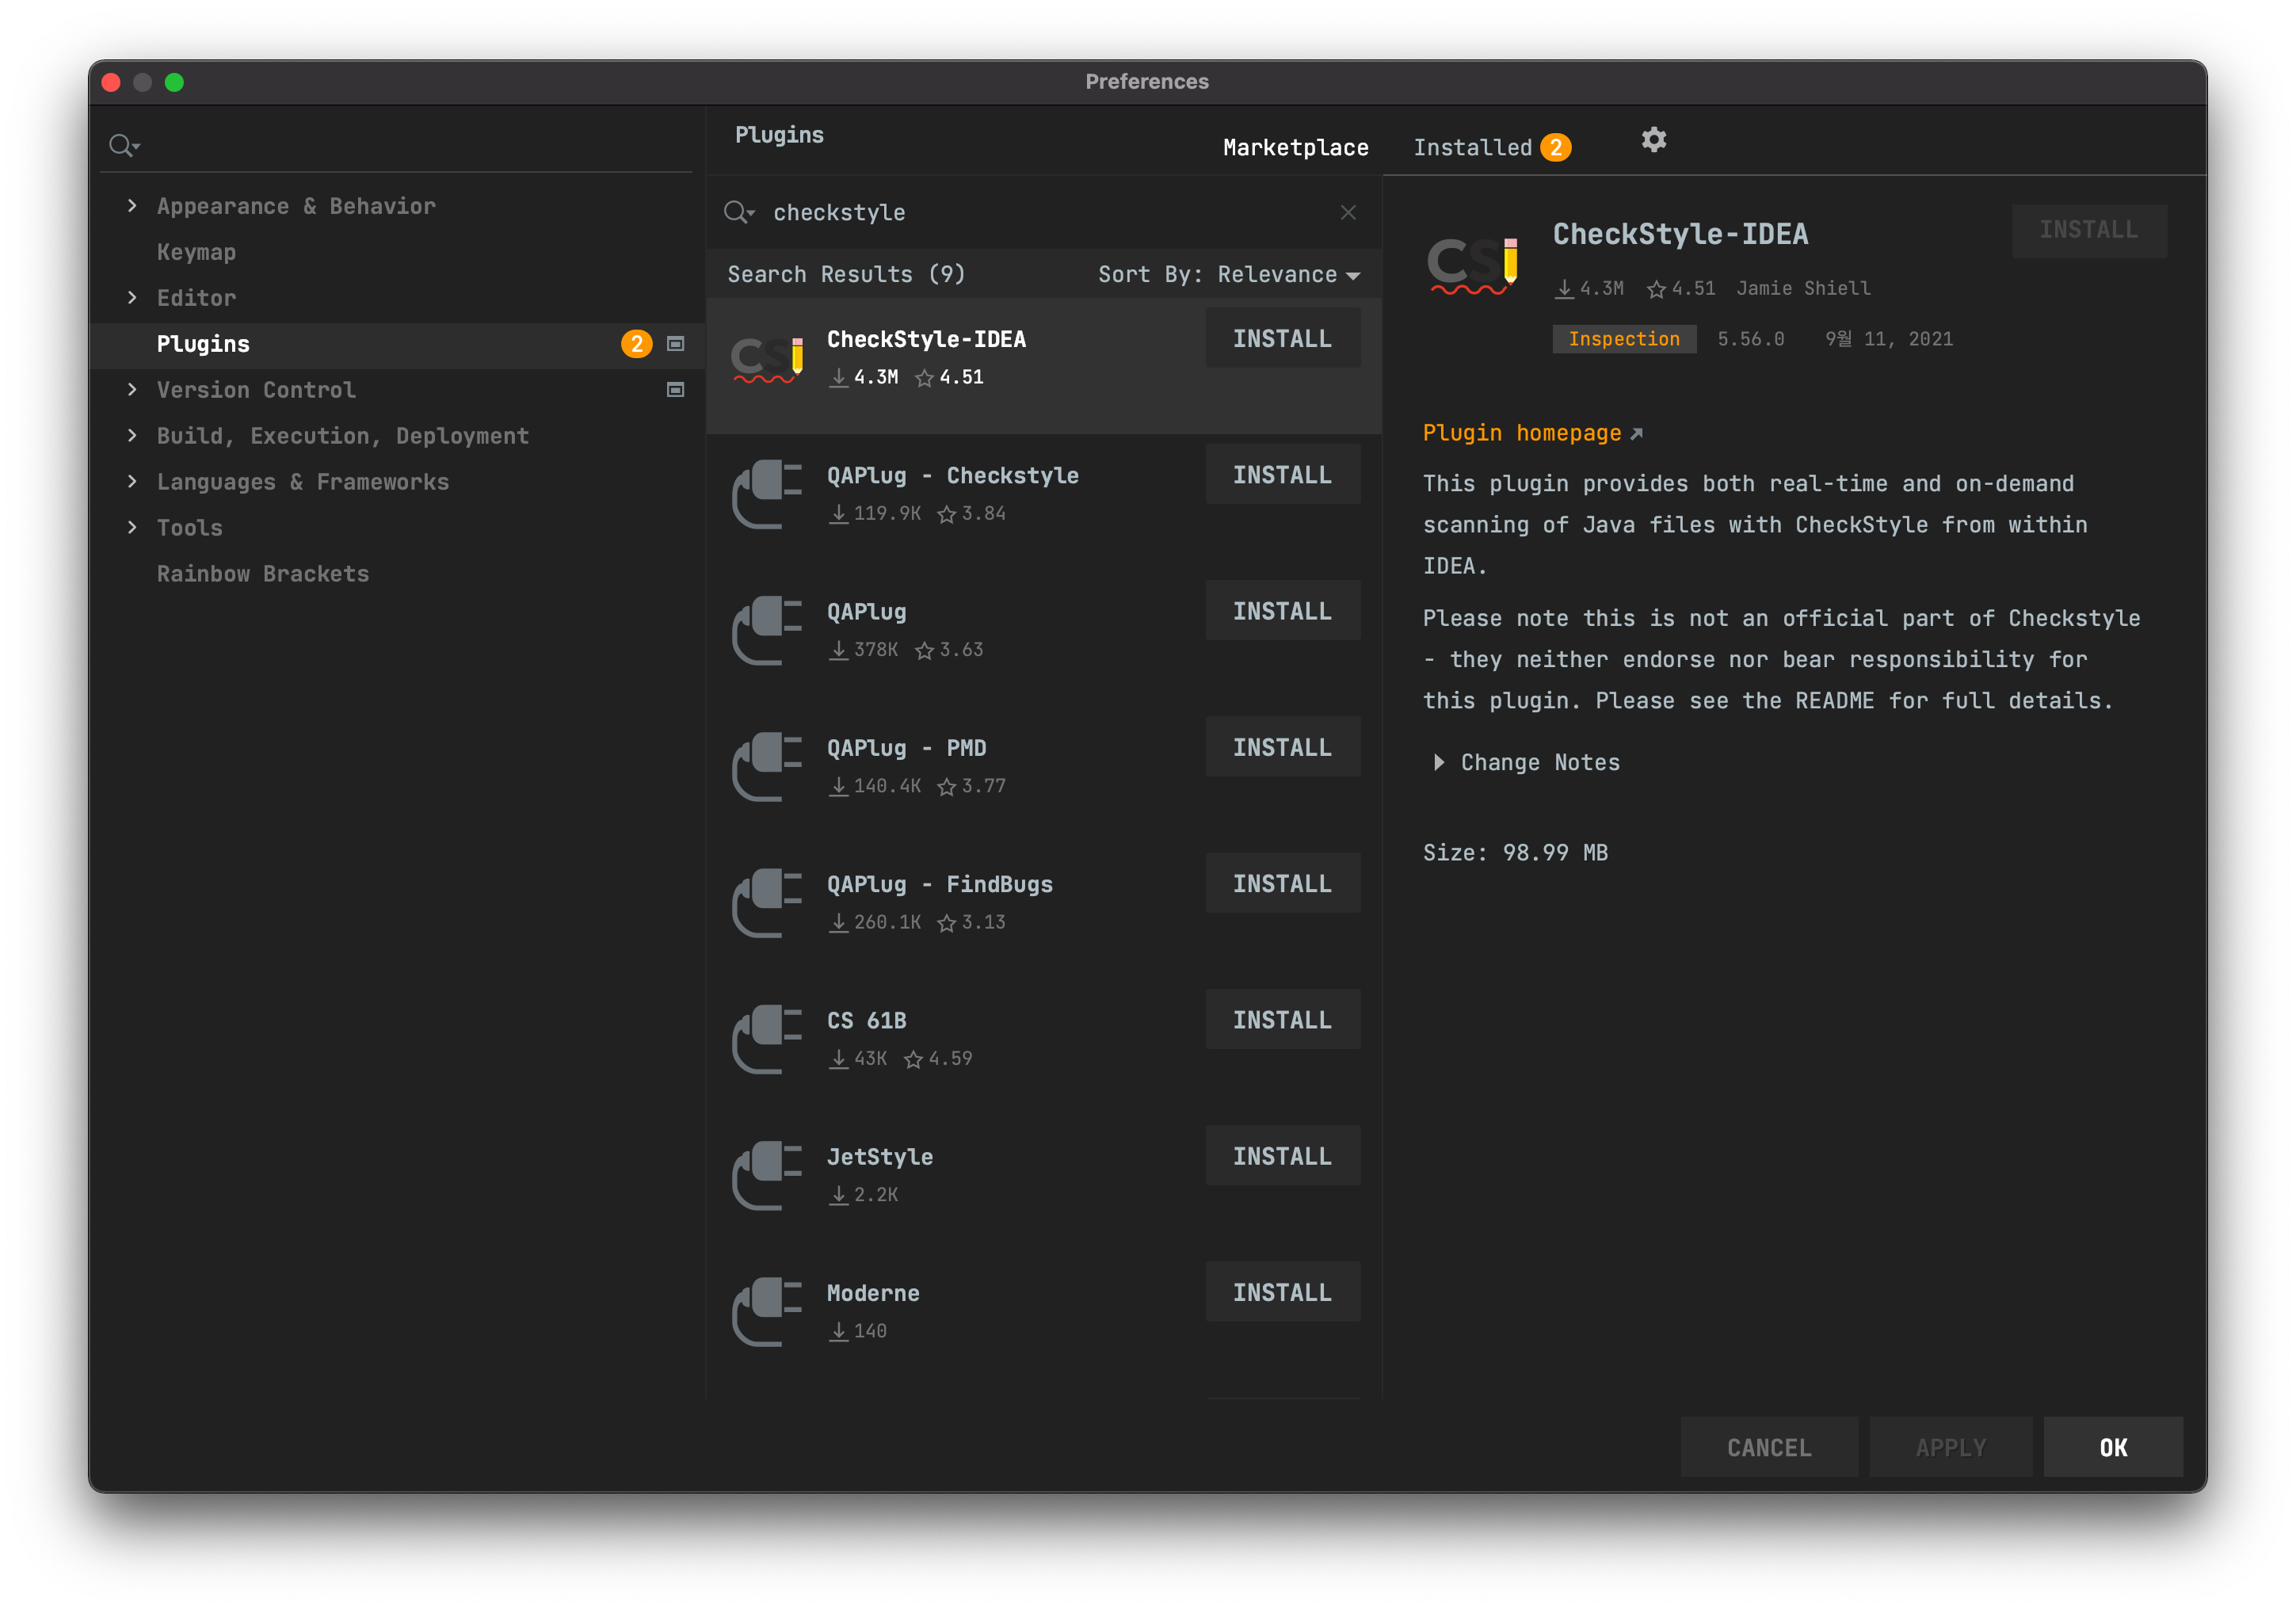 Preferences
Plugins
Marketplace
Installed 2
Appearance & Behavior
Keymap
Editor
Plugins 2
Version Control
Build, Execution, Deployment
Languages & Frameworks
Tools
Rainbow Brackets
checkstyle
Search Results (9) Sort By: Relevance
CheckStyle-IDEA INSTALL
4.3M 4.51
QAPlug - Checkstyle INSTALL
119.9K 3.84
QAPlug INSTALL
378K 3.63
QAPlug - PMD INSTALL
140.4K 3.77
QAPlug - FindBugs INSTALL
260.1K 3.13
CS 61B INSTALL
43K 4.59
JetStyle INSTALL
2.2K
Moderne INSTALL
140
CS
CheckStyle-IDEA INSTALL
4.3M 4.51 Jamie Shiell
Inspection 5.56.0 9월 11, 2021
Plugin homepage
This plugin provides both real-time and on-demand
scanning of Java files with CheckStyle from within
IDEA.
Please note this is not an official part of Checkstyle
- they neither endorse nor bear responsibility for
this plugin. Please see the README for full details.
Change Notes
Size: 98.99 MB
CANCEL APPLY OK